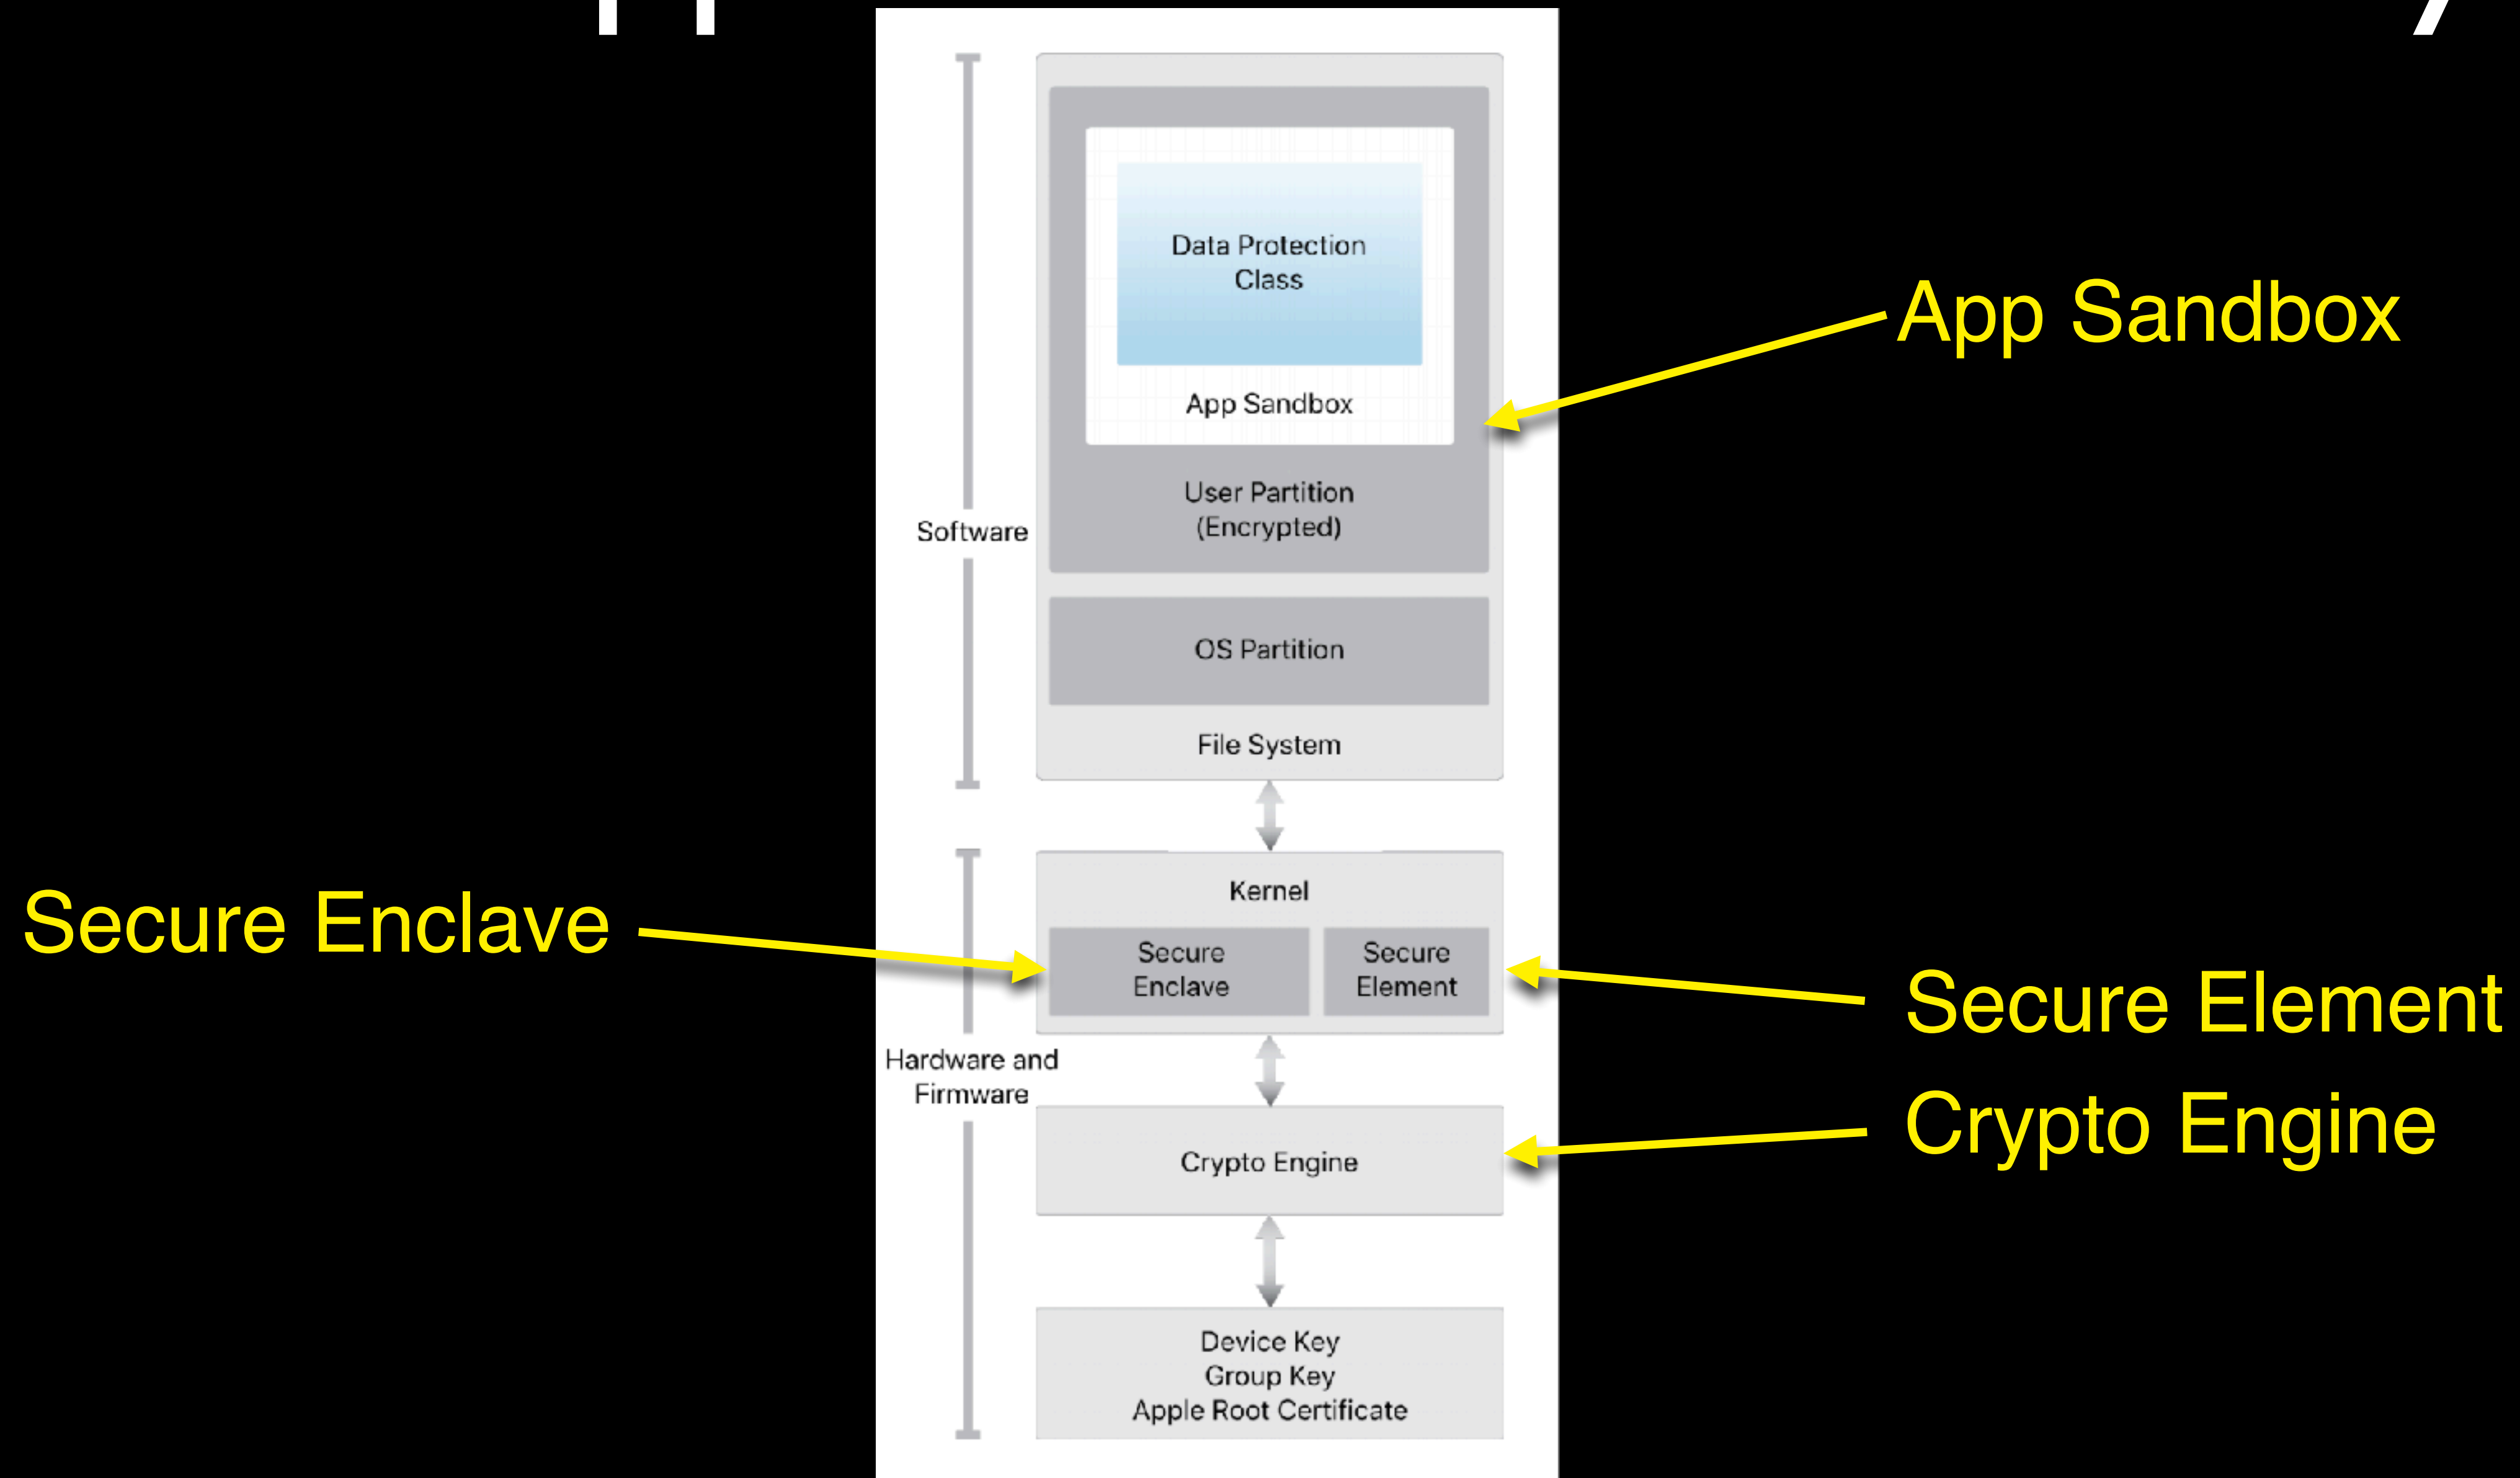 Data Protection
Class
App Sandbox
App Sandbox
User Partition
(Encrypted)
Software
OS Partition
File System
Kernel
Secure Enclave
Secure
Enclave
Secure
Element
Secure Element
Hardware and
Firmware
Crypto Engine
Crypto Engine
Device Key
Group Key
Apple Root Certificate